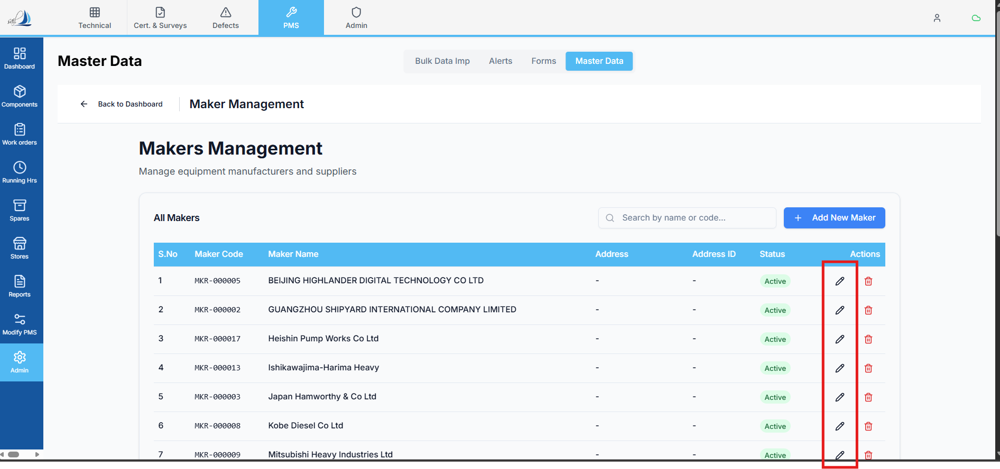 sail
Technical
Cert. & Surveys
Defects
PMS
Admin
Dashboard
Components
Work orders
Running Hrs
Spares
Stores
Reports
Modify PMS
Admin
Master Data
Bulk Data Imp Alerts Forms Master Data
Back to Dashboard Maker Management
Makers Management
Manage equipment manufacturers and suppliers
All Makers Search by name or code... Add New Maker
S.No Maker Code Maker Name Address Address ID Status Actions
1 MKR-000005 BEIJING HIGHLANDER DIGITAL TECHNOLOGY CO LTD - - Active
2 MKR-000002 GUANGZHOU SHIPYARD INTERNATIONAL COMPANY LIMITED - - Active
3 MKR-000017 Heishin Pump Works Co Ltd - - Active
4 MKR-000013 Ishikawajima-Harima Heavy - - Active
5 MKR-000003 Japan Hamworthy & Co Ltd - - Active
6 MKR-000008 Kobe Diesel Co Ltd - - Active
7 MKR-000009 Mitsubishi Heavy Industries Ltd - - Active